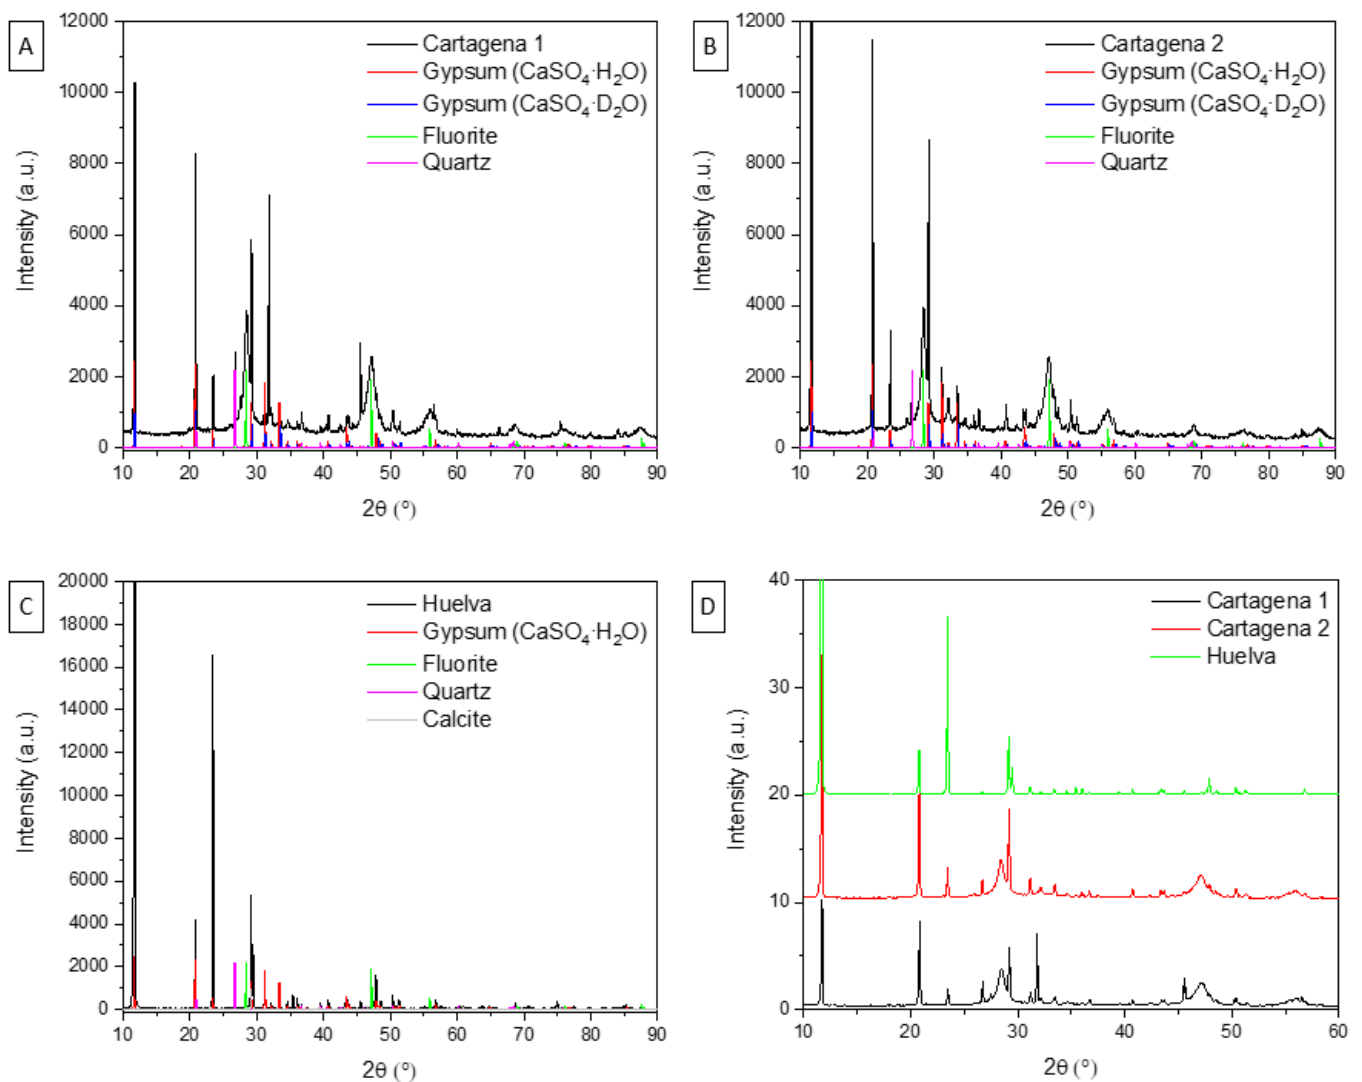 A
12000
10000
8000
6000
4000
2000
0
Intensity (a.u.)
Cartagena 1
Gypsum (CaSO₄·H₂O)
Gypsum (CaSO₄·D₂O)
Fluorite
Quartz
10 20 30 40 50 60 70 80 90
2θ (°)
B
12000
10000
8000
6000
4000
2000
0
Intensity (a.u.)
Cartagena 2
Gypsum (CaSO₄·H₂O)
Gypsum (CaSO₄·D₂O)
Fluorite
Quartz
10 20 30 40 50 60 70 80 90
2θ (°)
C
20000
18000
16000
14000
12000
10000
8000
6000
4000
2000
0
Intensity (a.u.)
Huelva
Gypsum (CaSO₄·H₂O)
Fluorite
Quartz
Calcite
10 20 30 40 50 60 70 80 90
2θ (°)
D
40
30
20
10
0
Intensity (a.u.)
Cartagena 1
Cartagena 2
Huelva
10 20 30 40 50 60
2θ (°)